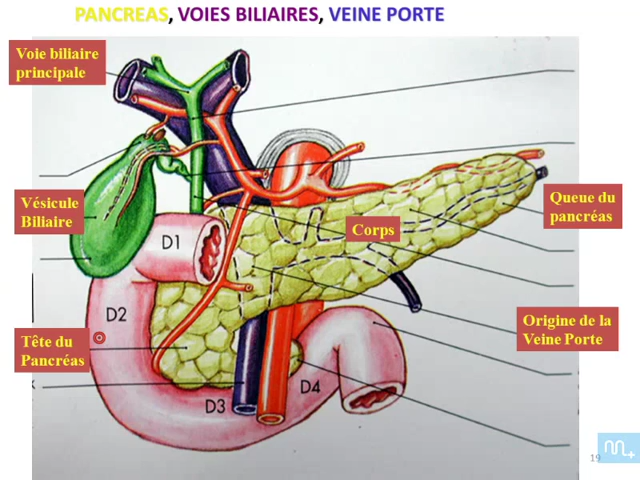 PANCREAS, VOIES BILIAIRES, VEINE PORTE
Voie biliaire
principale
Vésicule
Biliaire
D1
Corps
Queue du
pancréas
D2
Origine de la
Veine Porte
Tête du
Pancréas
D3
D4
19